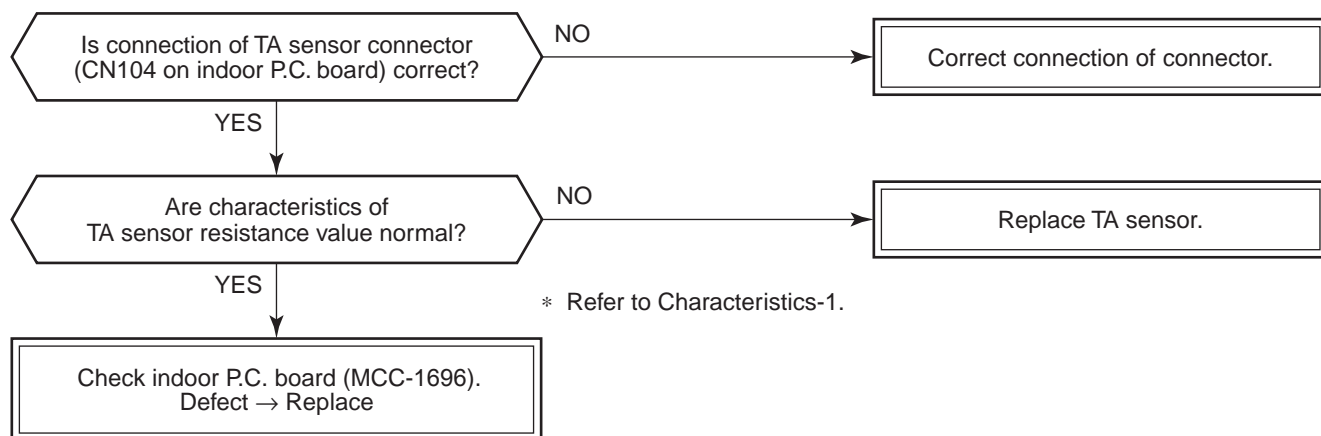 Is connection of TA sensor connector
(CN104 on indoor P.C. board) correct?
NO
Correct connection of connector.
YES
Are characteristics of
TA sensor resistance value normal?
NO
Replace TA sensor.
YES
* Refer to Characteristics-1.
Check indoor P.C. board (MCC-1696).
Defect → Replace